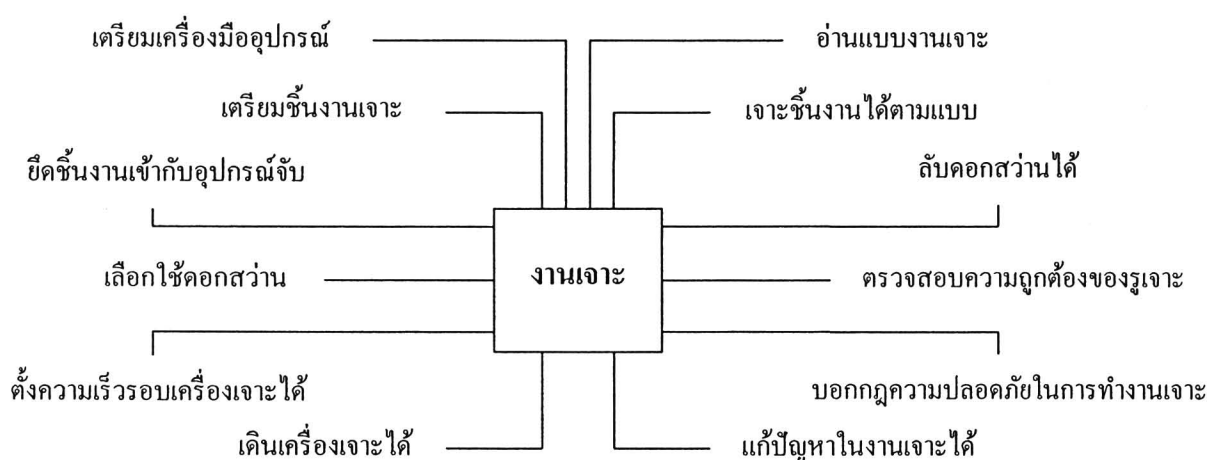 เตรียมเครื่องมืออุปกรณ์
อ่านแบบงานเจาะ
เตรียมชิ้นงานเจาะ
เจาะชิ้นงานได้ตามแบบ
ยึดชิ้นงานเข้ากับอุปกรณ์จับ
ลับดอกสว่านได้
เลือกใช้ดอกสว่าน
งานเจาะ
ตรวจสอบความถูกต้องของรูเจาะ
ตั้งความเร็วรอบเครื่องเจาะได้
บอกกฎความปลอดภัยในการทำงานเจาะ
เดินเครื่องเจาะได้
แก้ปัญหาในงานเจาะได้